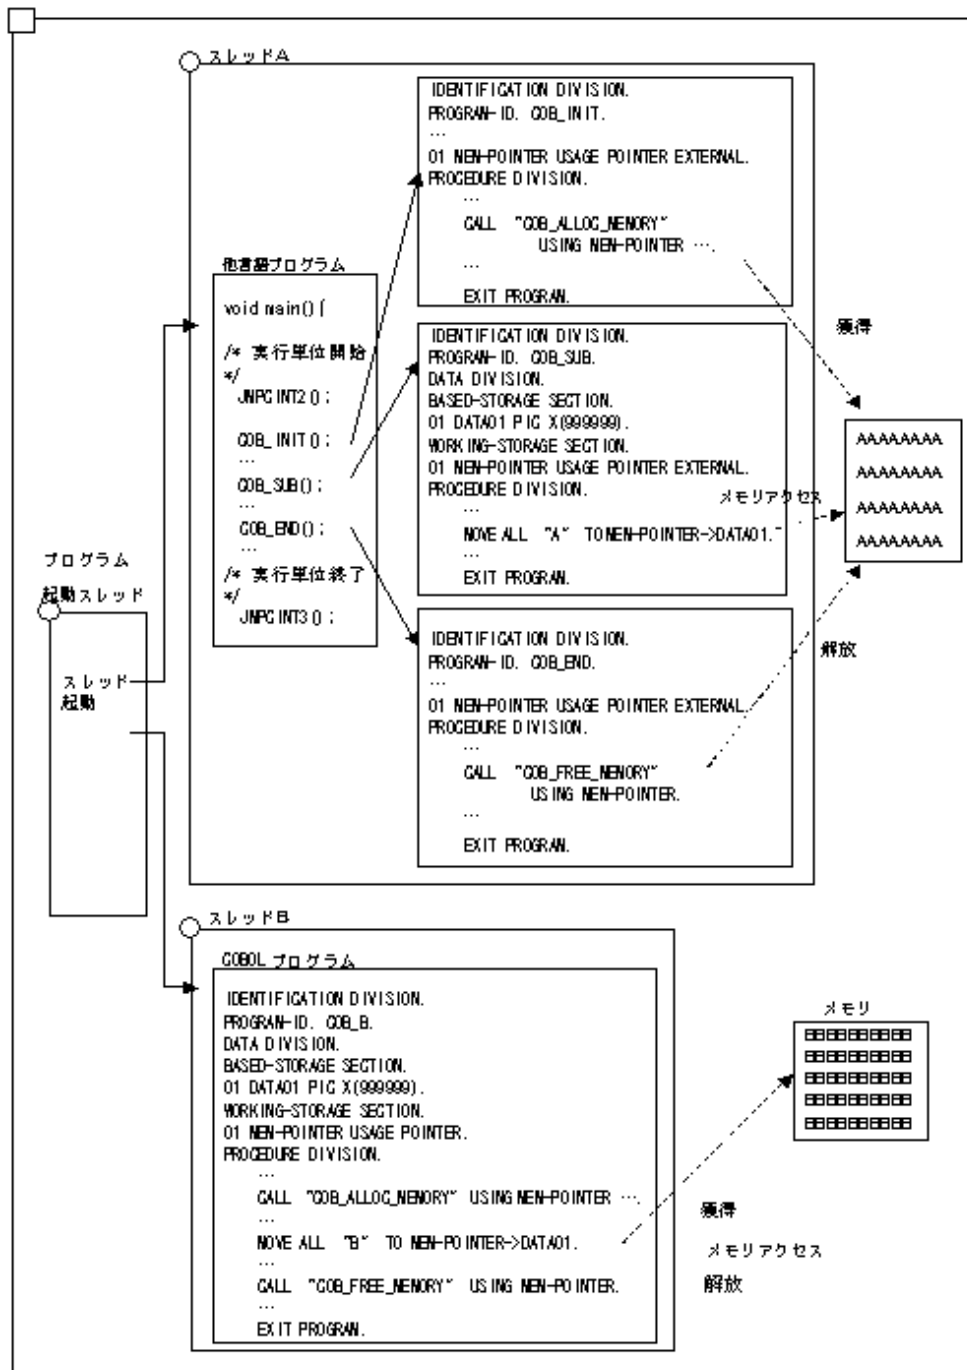 スレッドA
IDENTIFICATION DIVISION.
PROGRAM-ID. COB_INIT.
…
01 MEM-POINTER USAGE POINTER EXTERNAL.
PROCEDURE DIVISION.
…
CALL "COB_ALLOC_MEMORY"
USING MEM-POINTER ….
…
EXIT PROGRAM.
他言語プログラム
void main() {
/* 実行単位開始
*/
JMPCINT2();
COB_INIT();
…
COB_SUB();
…
COB_END();
…
/* 実行単位終了
*/
JMPCINT3();
獲得
IDENTIFICATION DIVISION.
PROGRAM-ID. COB_SUB.
DATA DIVISION.
BASED-STORAGE SECTION.
01 DATA01 PIC X(999999).
WORKING-STORAGE SECTION.
01 MEM-POINTER USAGE POINTER EXTERNAL.
PROCEDURE DIVISION.
…
MOVE ALL "A" TO MEM-POINTER->DATA01."
…
EXIT PROGRAM.
メモリアクセス
AAAAAAAA
AAAAAAAA
AAAAAAAA
AAAAAAAA
プログラム
起動スレッド
スレッド
起動
IDENTIFICATION DIVISION.
PROGRAM-ID. COB_END.
…
01 MEM-POINTER USAGE POINTER EXTERNAL.
PROCEDURE DIVISION.
…
CALL "COB_FREE_MEMORY"
USING MEM-POINTER.
…
EXIT PROGRAM.
解放
スレッドB
COBOL プログラム
IDENTIFICATION DIVISION.
PROGRAM-ID. COB_B.
DATA DIVISION.
BASED-STORAGE SECTION.
01 DATA01 PIC X(999999).
WORKING-STORAGE SECTION.
01 MEM-POINTER USAGE POINTER.
PROCEDURE DIVISION.
…
CALL "COB_ALLOC_MEMORY" USING MEM-POINTER ….
…
MOVE ALL "B" TO MEM-POINTER->DATA01.
…
CALL "COB_FREE_MEMORY" USING MEM-POINTER.
…
EXIT PROGRAM.
メモリ
BBBBBBBBBB
BBBBBBBBBB
BBBBBBBBBB
BBBBBBBBBB
BBBBBBBBBB
獲得
メモリアクセス
解放